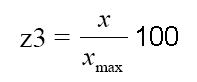 z3 = x / x_max 100